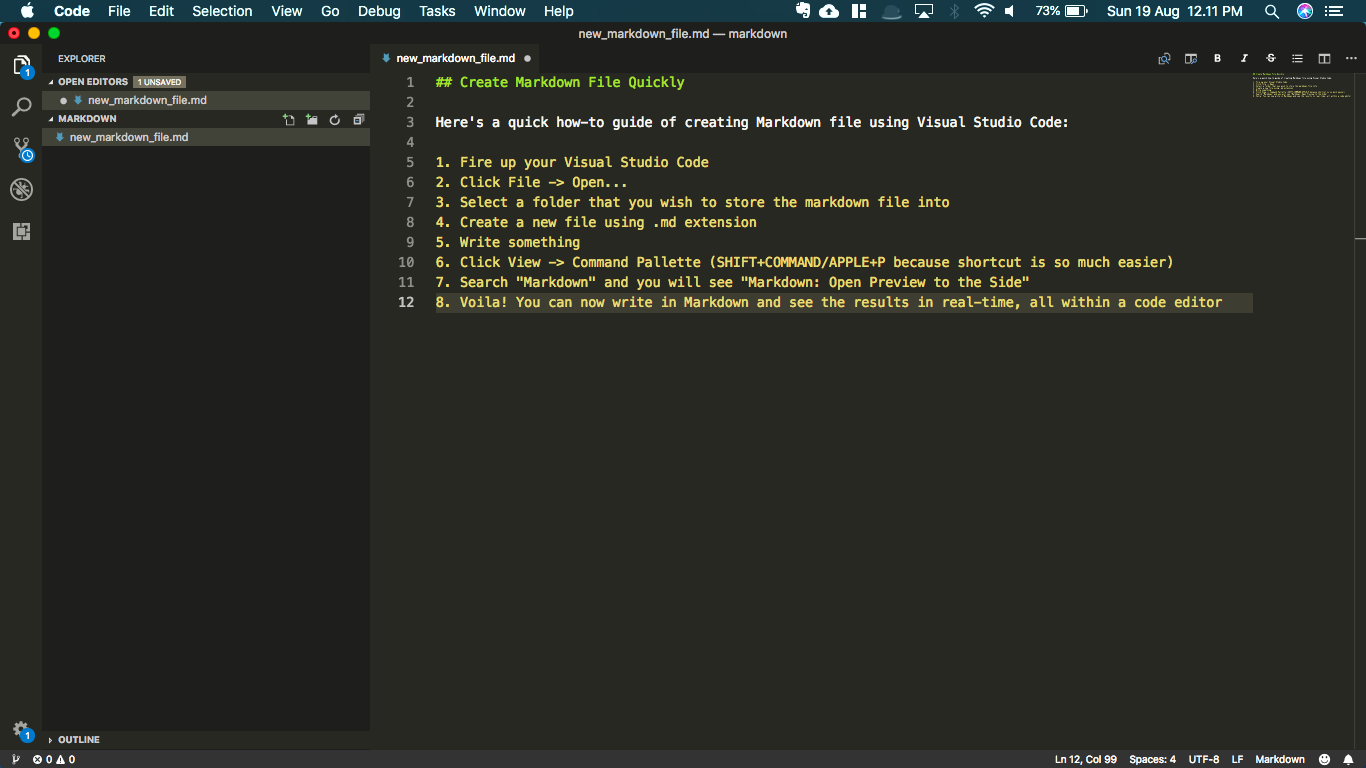 Code File Edit Selection View Go Debug Tasks Window Help 73% Sun 19 Aug 12.11 PM
new_markdown_file.md — markdown
EXPLORER
OPEN EDITORS 1 UNSAVED
new_markdown_file.md
MARKDOWN
new_markdown_file.md
OUTLINE
new_markdown_file.md
B I S
1 ## Create Markdown File Quickly
2
3 Here's a quick how-to guide of creating Markdown file using Visual Studio Code:
4
5 1. Fire up your Visual Studio Code
6 2. Click File -> Open...
7 3. Select a folder that you wish to store the markdown file into
8 4. Create a new file using .md extension
9 5. Write something
10 6. Click View -> Command Pallette (SHIFT+COMMAND/APPLE+P because shortcut is so much easier)
11 7. Search "Markdown" and you will see "Markdown: Open Preview to the Side"
12 8. Voila! You can now write in Markdown and see the results in real-time, all within a code editor
1
1
0 0 Ln 12, Col 99 Spaces: 4 UTF-8 LF Markdown